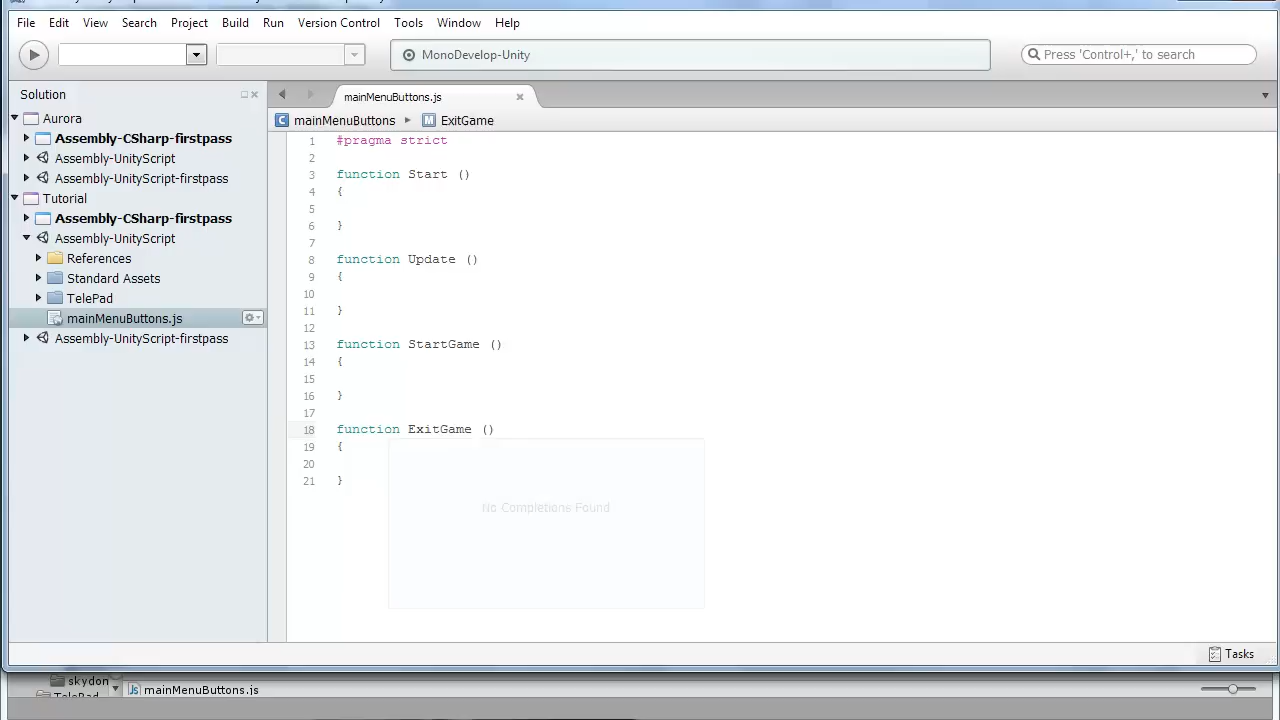 File Edit View Search Project Build Run Version Control Tools Window Help
MonoDevelop-Unity
Press 'Control+,' to search
Solution
mainMenuButtons.js
Aurora
Assembly-CSharp-firstpass
Assembly-UnityScript
Assembly-UnityScript-firstpass
Tutorial
Assembly-CSharp-firstpass
Assembly-UnityScript
References
Standard Assets
TelePad
mainMenuButtons.js
Assembly-UnityScript-firstpass
mainMenuButtons ExitGame
1 #pragma strict
2
3 function Start ()
4 {
5
6 }
7
8 function Update ()
9 {
10
11 }
12
13 function StartGame ()
14 {
15
16 }
17
18 function ExitGame ()
19 {
20
21 }
No Completions Found
Tasks
skydon
TelePad
mainMenuButtons.js